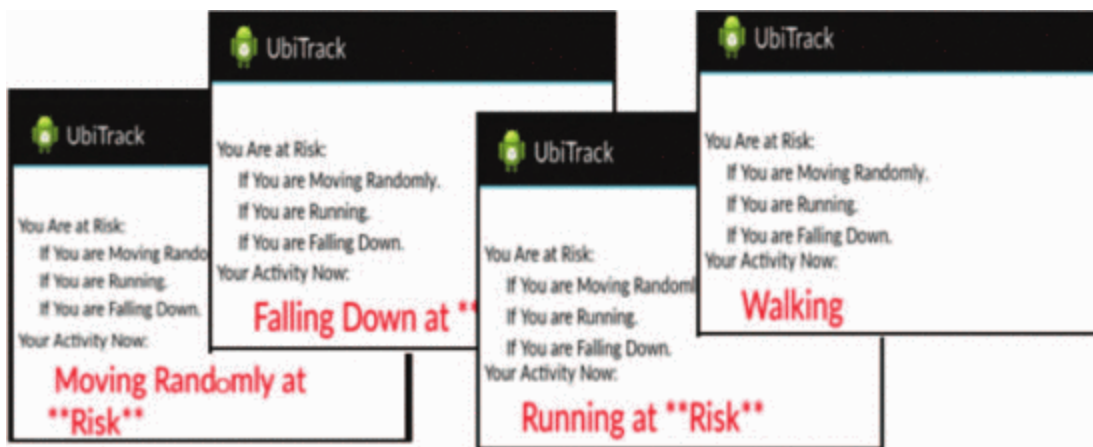 UbiTrack
You Are at Risk:
If You are Moving Rando
If You are Running.
If You are Falling Down.
Your Activity Now:
Moving Randomly at
**Risk**
UbiTrack
You Are at Risk:
If You are Moving Randomly.
If You are Running.
If You are Falling Down.
Your Activity Now:
Falling Down at **
UbiTrack
You Are at Risk:
If You are Moving Randoml
If You are Running.
If You are Falling Down.
Your Activity Now:
Running at **Risk**
UbiTrack
You Are at Risk:
If You are Moving Randomly.
If You are Running.
If You are Falling Down.
Your Activity Now:
Walking